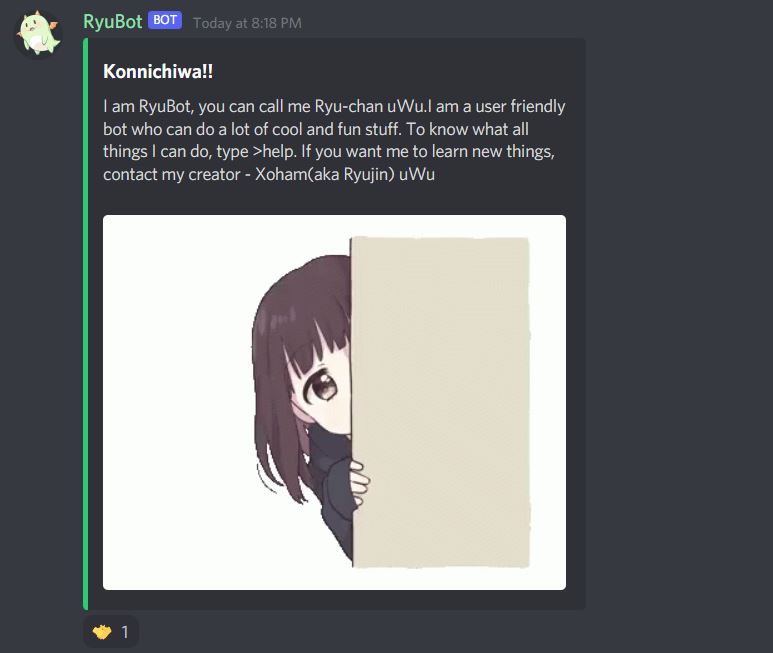 RyuBot BOT Today at 8:18 PM
Konnichiwa!!
I am RyuBot, you can call me Ryu-chan uWu.I am a user friendly
bot who can do a lot of cool and fun stuff. To know what all
things I can do, type >help. If you want me to learn new things,
contact my creator - Xoham(aka Ryujin) uWu
1